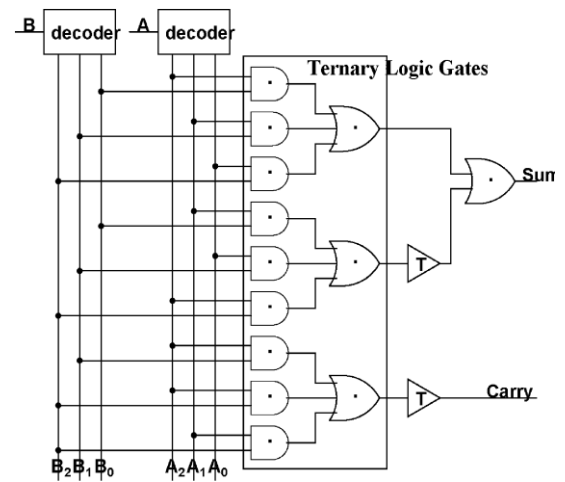 B decoder A decoder
Ternary Logic Gates
Sum
T
T Carry
B2 B1 B0 A2 A1 A0